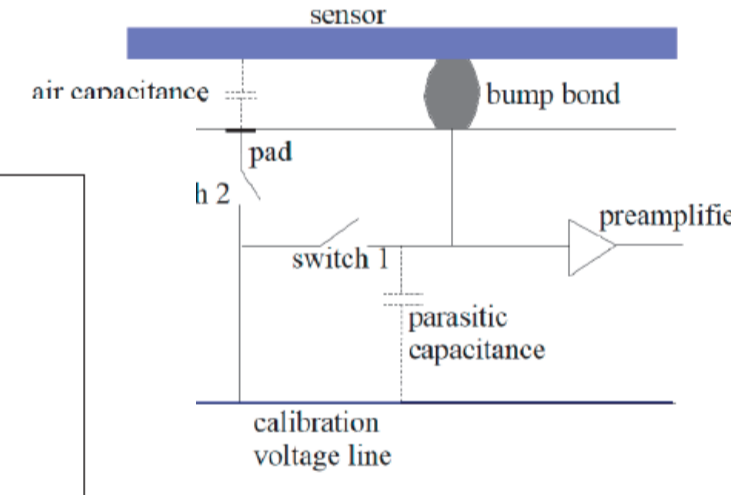 sensor
air capacitance
bump bond
pad
h 2
preamplifie
switch 1
parasitic
capacitance
calibration
voltage line